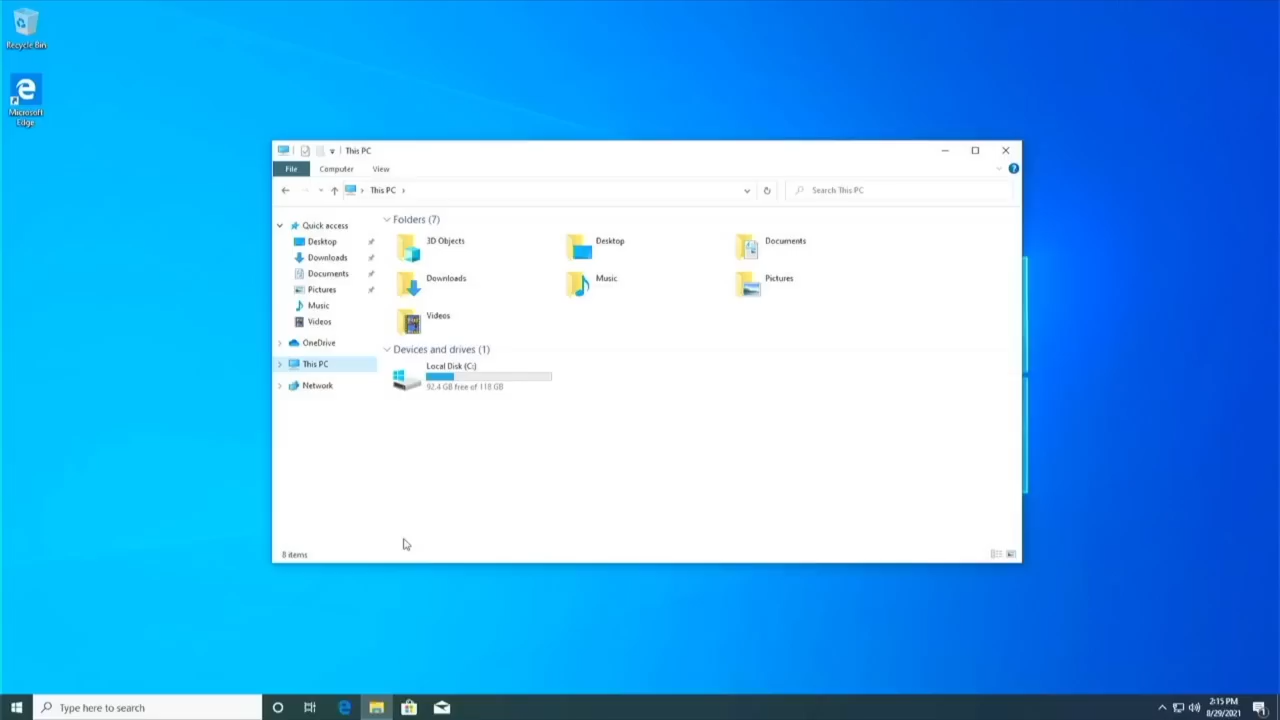 Recycle Bin
Microsoft
Edge
This PC
File Computer View
This PC
Search This PC
Quick access
Desktop
Downloads
Documents
Pictures
Music
Videos
OneDrive
This PC
Network
Folders (7)
3D Objects Desktop Documents
Downloads Music Pictures
Videos
Devices and drives (1)
Local Disk (C:)
92.4 GB free of 118 GB
8 items
Type here to search
2:15 PM
8/29/2021
1